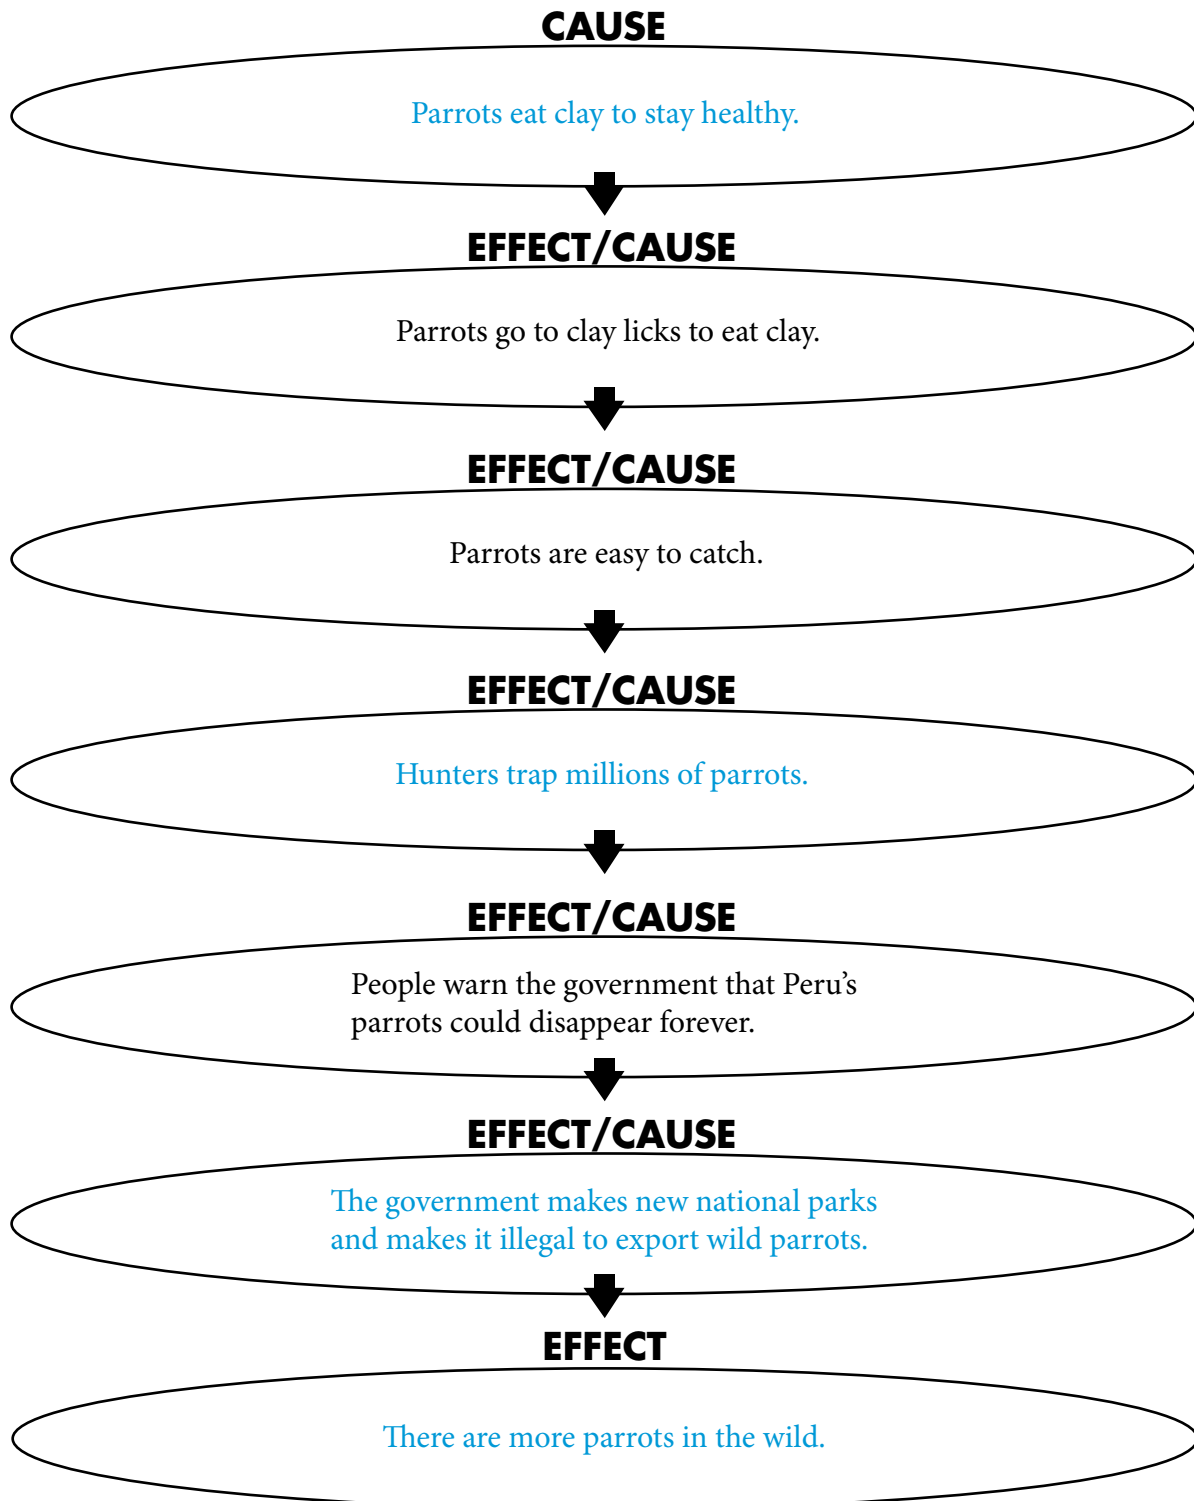 CAUSE
Parrots eat clay to stay healthy.
EFFECT/CAUSE
Parrots go to clay licks to eat clay.
EFFECT/CAUSE
Parrots are easy to catch.
EFFECT/CAUSE
Hunters trap millions of parrots.
EFFECT/CAUSE
People warn the government that Peru’s
parrots could disappear forever.
EFFECT/CAUSE
The government makes new national parks
and makes it illegal to export wild parrots.
EFFECT
There are more parrots in the wild.